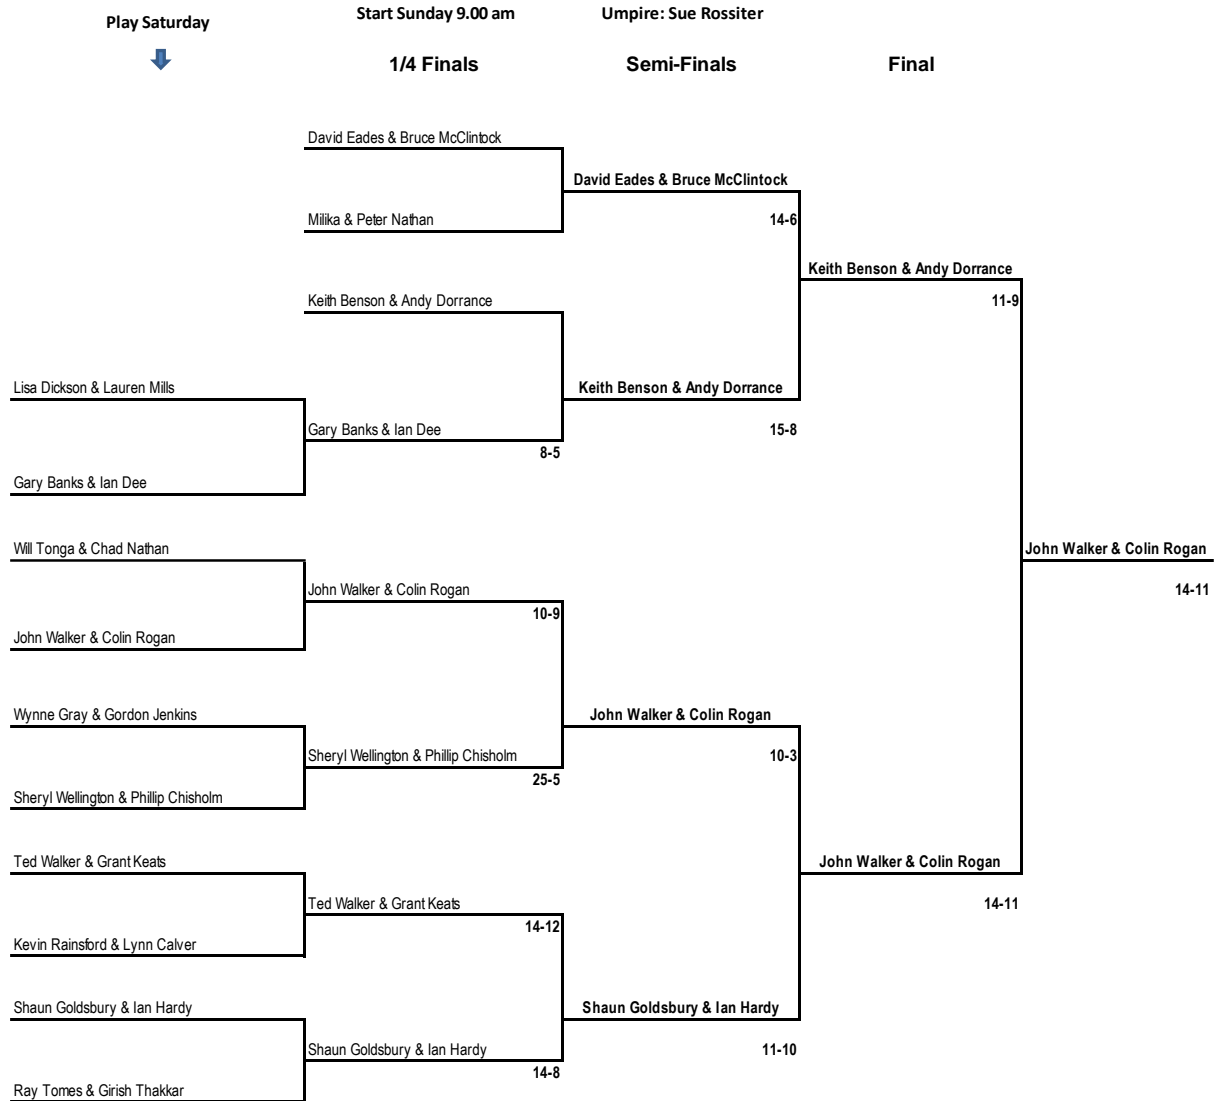 Play Saturday
Start Sunday 9.00 am
Umpire: Sue Rossiter
1/4 Finals
Semi-Finals
Final
David Eades & Bruce McClintock
David Eades & Bruce McClintock
Milika & Peter Nathan
14-6
Keith Benson & Andy Dorrance
Keith Benson & Andy Dorrance
11-9
Lisa Dickson & Lauren Mills
Keith Benson & Andy Dorrance
Gary Banks & Ian Dee
15-8
8-5
Gary Banks & Ian Dee
Will Tonga & Chad Nathan
John Walker & Colin Rogan
John Walker & Colin Rogan
14-11
10-9
John Walker & Colin Rogan
Wynne Gray & Gordon Jenkins
John Walker & Colin Rogan
Sheryl Wellington & Phillip Chisholm
10-3
25-5
Sheryl Wellington & Phillip Chisholm
Ted Walker & Grant Keats
John Walker & Colin Rogan
Ted Walker & Grant Keats
14-11
14-12
Kevin Rainsford & Lynn Calver
Shaun Goldsbury & Ian Hardy
Shaun Goldsbury & Ian Hardy
Shaun Goldsbury & Ian Hardy
11-10
14-8
Ray Tomes & Girish Thakkar